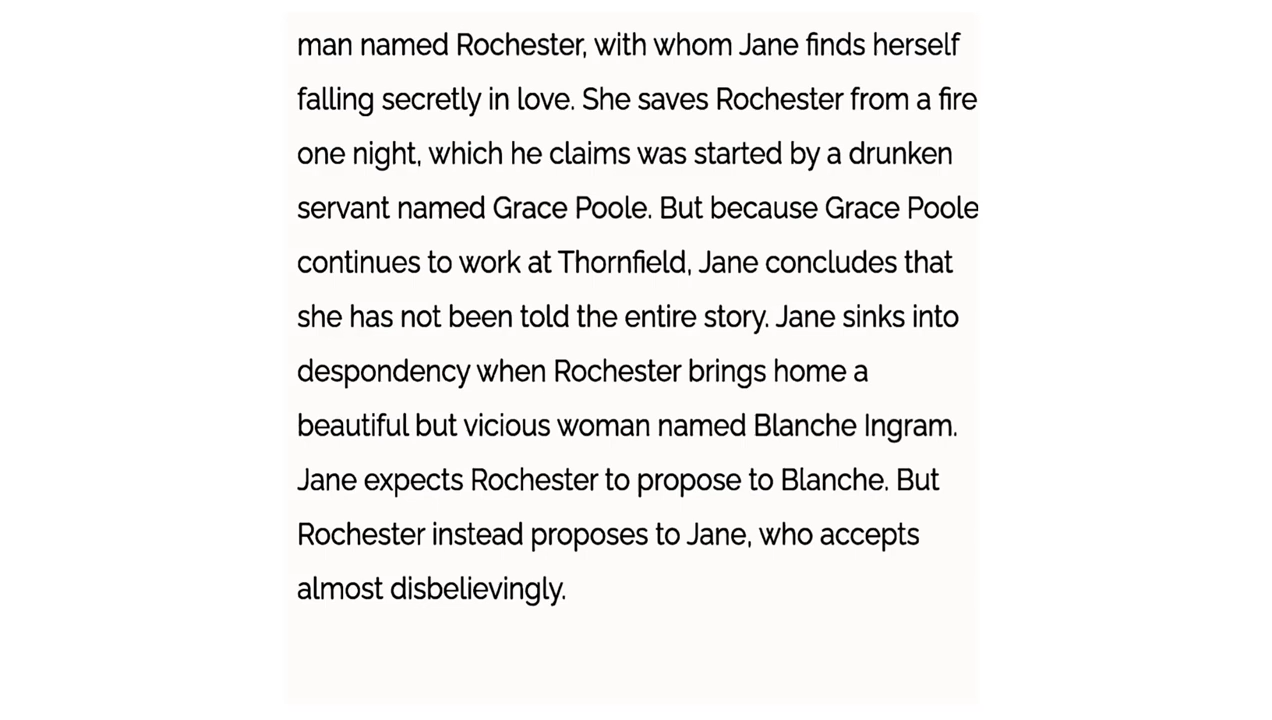 man named Rochester, with whom Jane finds herself
falling secretly in love. She saves Rochester from a fire
one night, which he claims was started by a drunken
servant named Grace Poole. But because Grace Poole
continues to work at Thornfield, Jane concludes that
she has not been told the entire story. Jane sinks into
despondency when Rochester brings home a
beautiful but vicious woman named Blanche Ingram.
Jane expects Rochester to propose to Blanche. But
Rochester instead proposes to Jane, who accepts
almost disbelievingly.